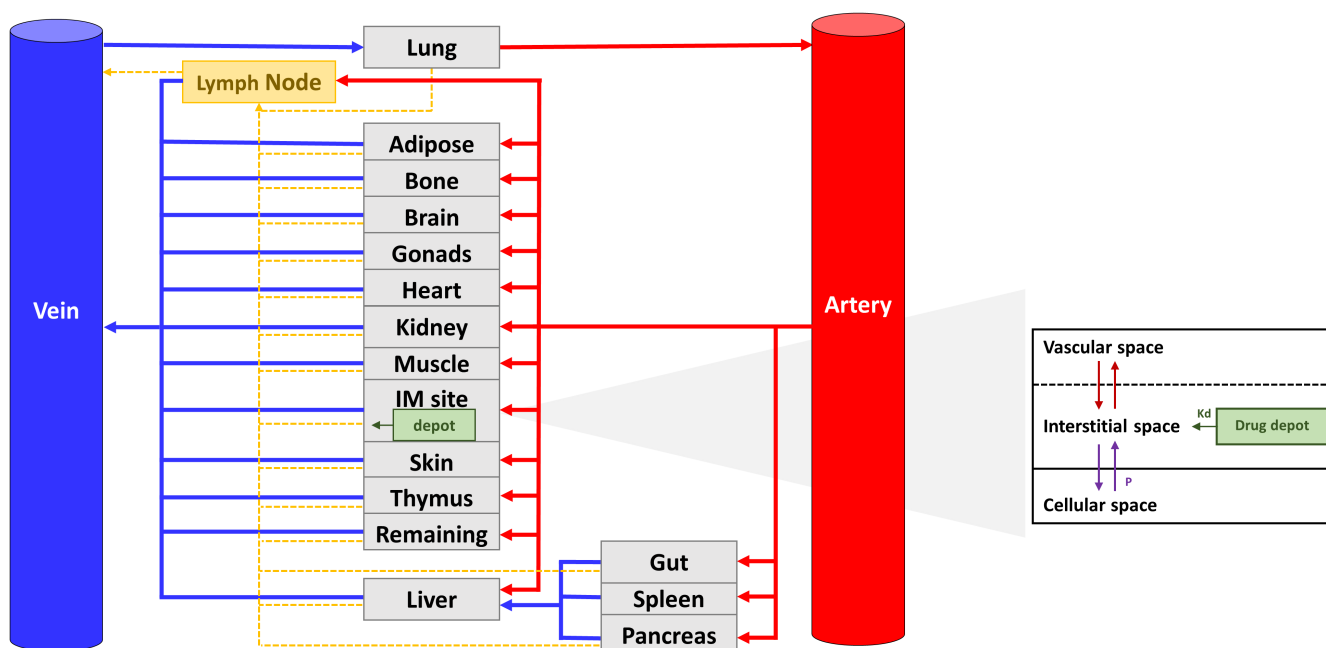 Lung
Lymph Node
Adipose
Bone
Brain
Gonads
Heart
Kidney
Muscle
IM site
depot
Skin
Thymus
Remaining
Liver
Gut
Spleen
Pancreas
Vein
Artery
Vascular space
Interstitial space
Kd
Drug depot
P
Cellular space